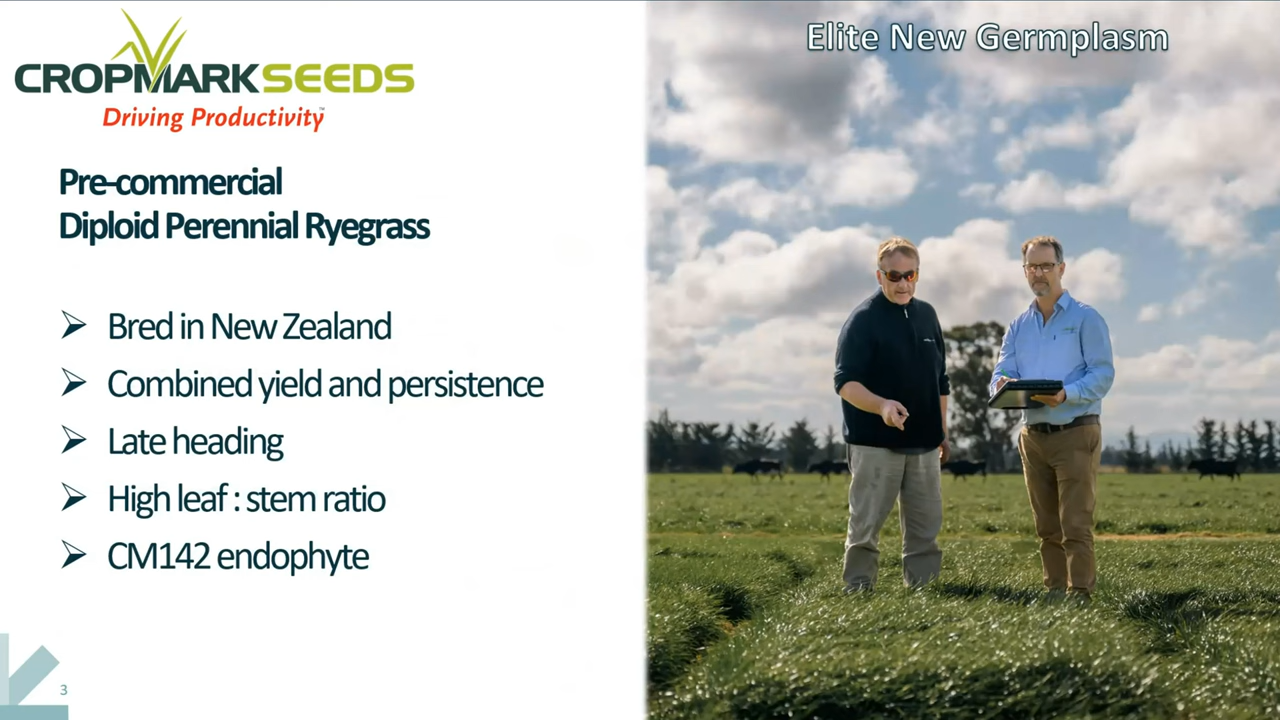 CROPMARKSEEDS
Driving Productivity™
Elite New Germplasm
Pre-commercial
Diploid Perennial Ryegrass
➢ Bred in New Zealand
➢ Combined yield and persistence
➢ Late heading
➢ High leaf : stem ratio
➢ CM142 endophyte
3